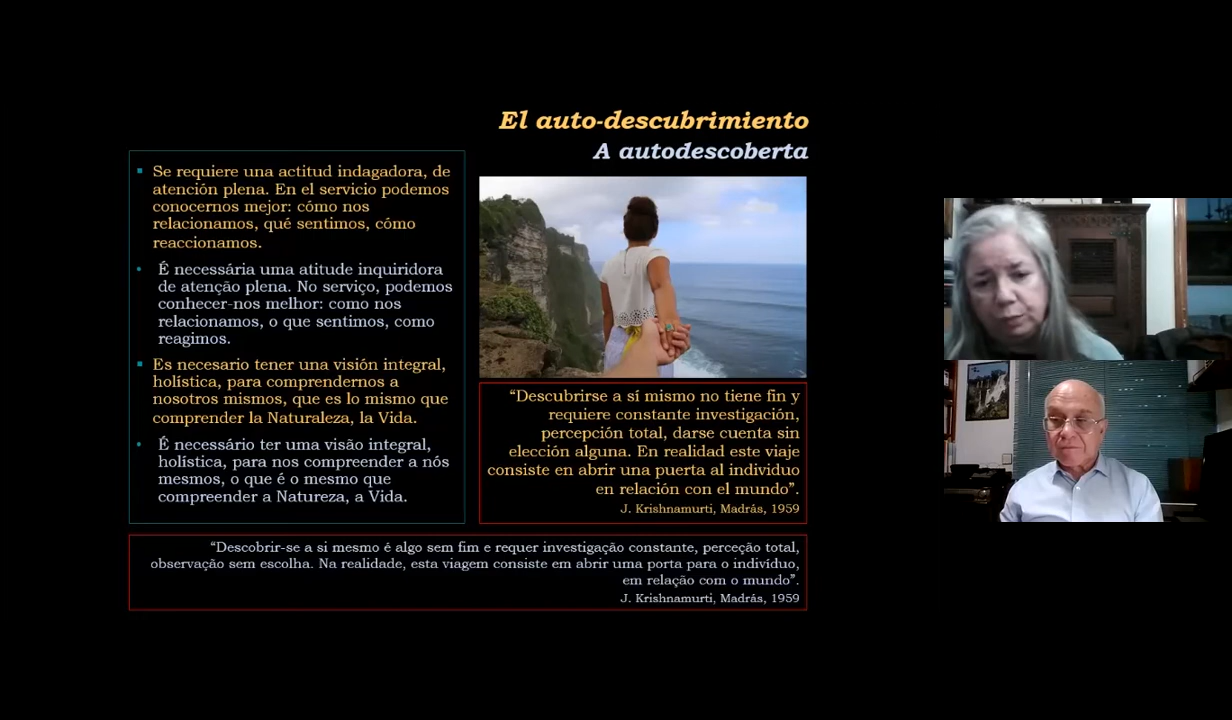 El auto-descubrimiento
A autodescoberta
Se requiere una actitud indagadora, de
atención plena. En el servicio podemos
conocernos mejor: cómo nos
relacionamos, qué sentimos, cómo
reaccionamos.
É necessária uma atitude inquiridora
de atenção plena. No serviço, podemos
conhecer-nos melhor: como nos
relacionamos, o que sentimos, como
reagimos.
Es necesario tener una visión integral,
holística, para comprendernos a
nosotros mismos, que es lo mismo que
comprender la Naturaleza, la Vida.
É necessário ter uma visão integral,
holística, para nos compreender a nós
mesmos, o que é o mesmo que
compreender a Natureza, a Vida.
“Descubrirse a sí mismo no tiene fin y
requiere constante investigación,
percepción total, darse cuenta sin
elección alguna. En realidad este viaje
consiste en abrir una puerta al individuo
en relación con el mundo”.
J. Krishnamurti, Madrás, 1959
“Descobrir-se a si mesmo é algo sem fim e requer investigação constante, perceção total,
observação sem escolha. Na realidade, esta viagem consiste em abrir uma porta para o indivíduo,
em relação com o mundo”.
J. Krishnamurti, Madrás, 1959